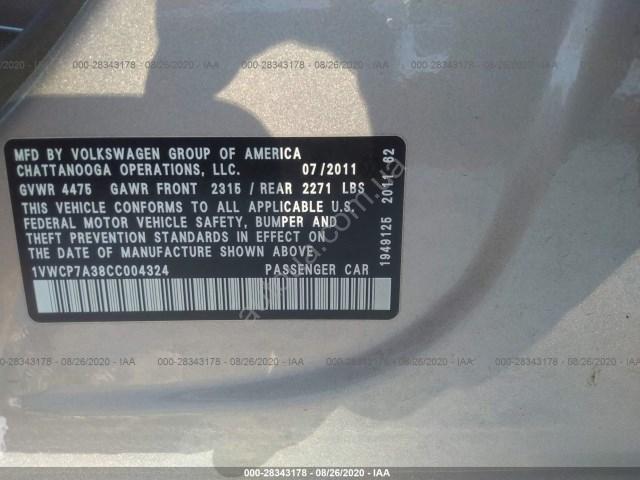 000-28343178 - 08/26/2020 - IAA
MFD BY VOLKSWAGEN GROUP OF AMERICA
CHATTANOOGA OPERATIONS, LLC. 07/2011
GVWR 4475 GAWR FRONT 2315 / REAR 2271 LBS
THIS VEHICLE CONFORMS TO ALL APPLICABLE U.S.
FEDERAL MOTOR VEHICLE SAFETY, BUMPER AND
THEFT PREVENTION STANDARDS IN EFFECT ON
THE DATE OF MANUFACTURE SHOWN ABOVE.
1VWCP7A38CC004324 PASSENGER CAR
1949125 2011 62
000-28343178 - 08/26/2020 - IAA
000-28343178 - 08/26/2020 - IAA